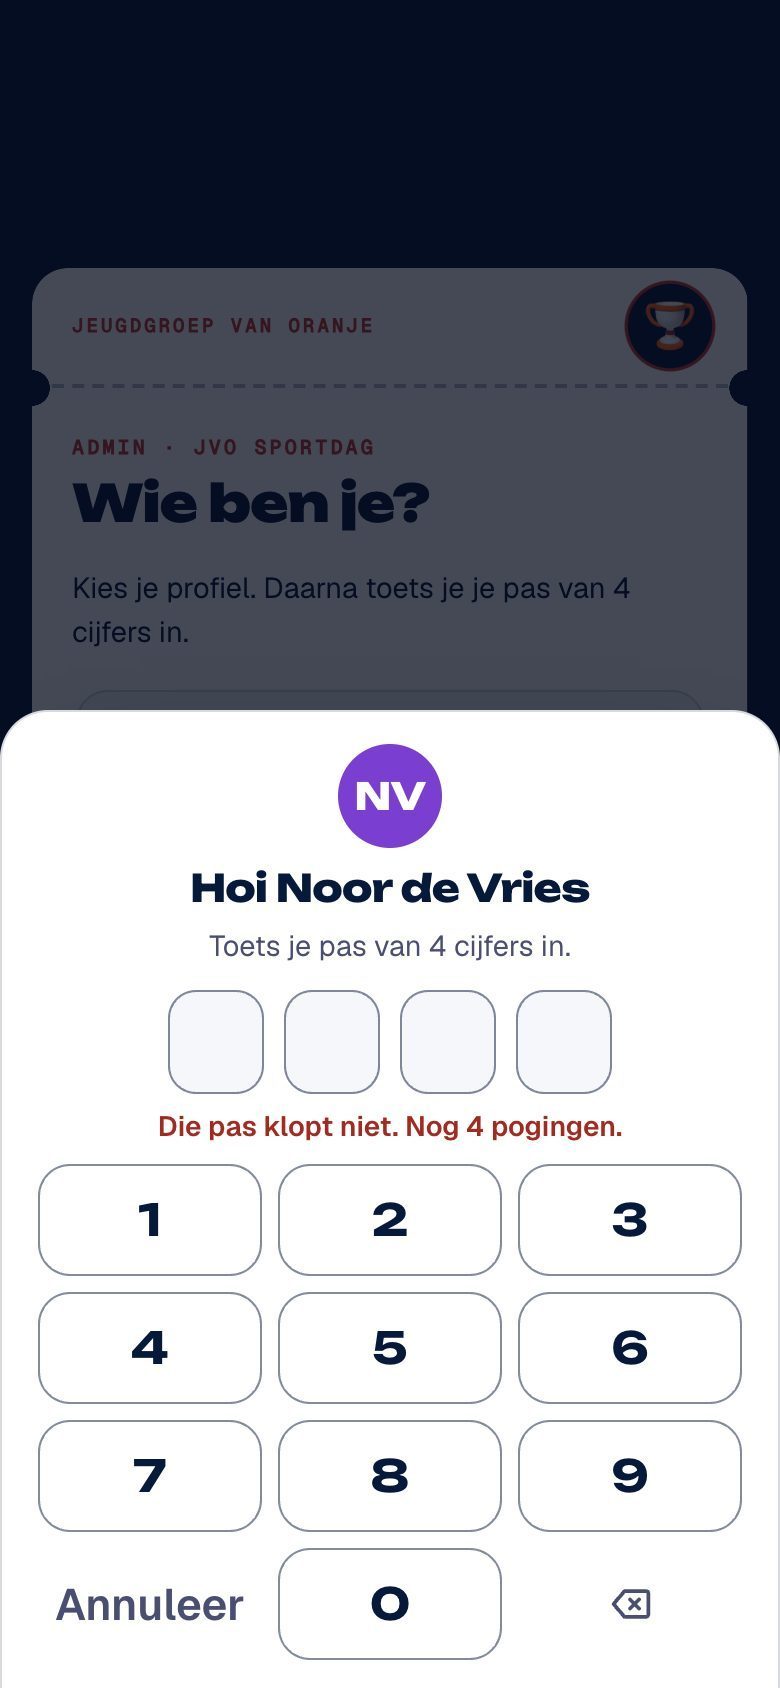 JEUGDGROEP VAN ORANJE
ADMIN · JVO SPORTDAG
Wie ben je?
Kies je profiel. Daarna toets je je pas van 4
cijfers in.
NV
Hoi Noor de Vries
Toets je pas van 4 cijfers in.
Die pas klopt niet. Nog 4 pogingen.
1 2 3
4 5 6
7 8 9
Annuleer 0